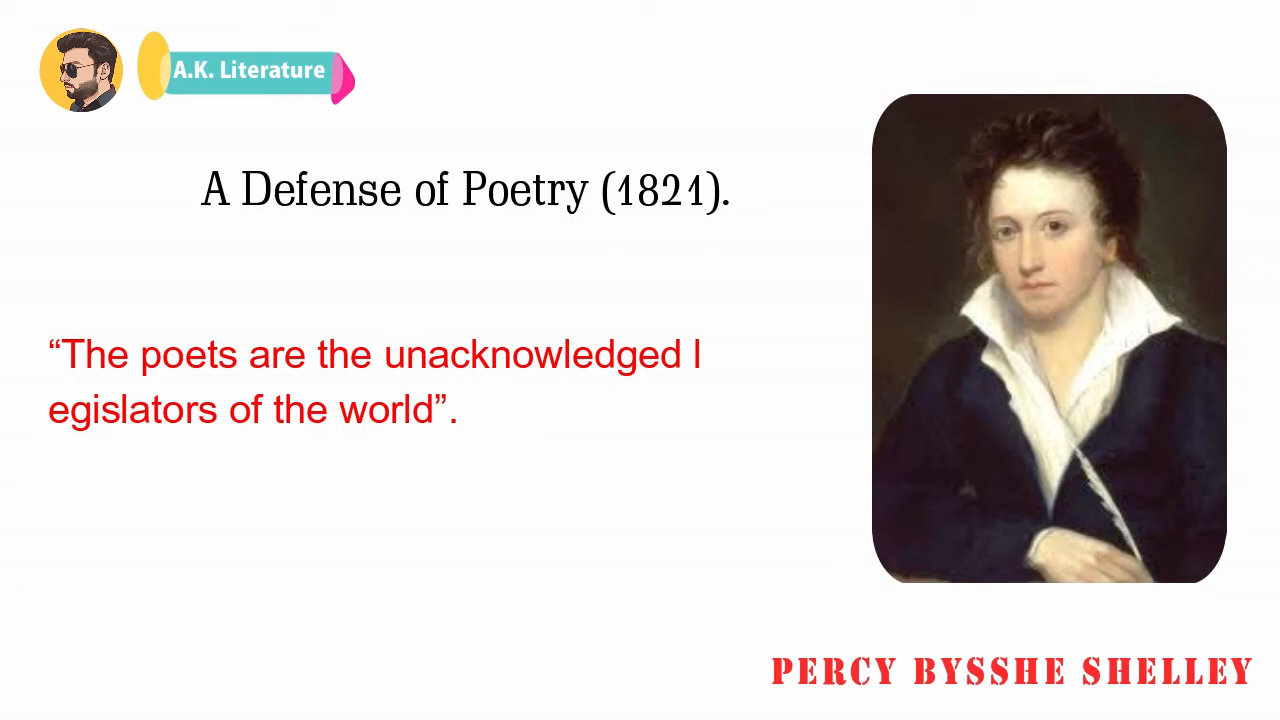 A.K. Literature
A Defense of Poetry (1821).
“The poets are the unacknowledged l
egislators of the world”.
PERCY BYSSHE SHELLEY